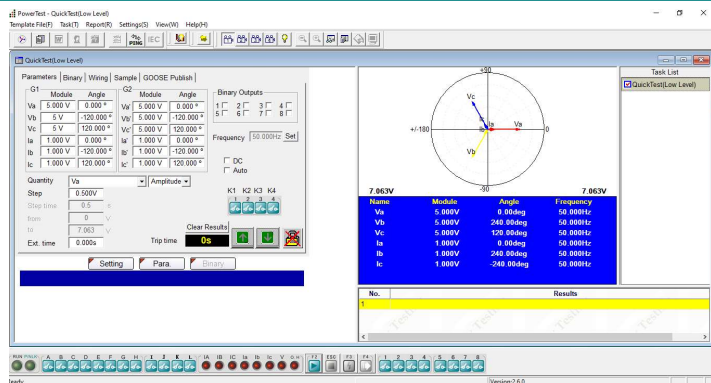 PowerTest - QuickTest(Low Level)
Template File(F) Task(T) Report(R) Settings(S) View(W) Help(H)
PING IEC
QuickTest(Low Level)
Parameters Binary Wiring Sample GOOSE Publish
G1 Module Angle G2 Module Angle Binary Outputs
Va 5.000 V 0.000 º Va' 5.000 V 0.000 º 1 2 3 4
Vb 5 V -120.000 º Vb' 5.000 V -120.000 º 5 6 7 8
Vc 5 V 120.000 º Vc' 5.000 V 120.000 º
Ia 1.000 V 0.000 º Ia' 1.000 V 0.000 º Frequency 50.000Hz Set
Ib 1.000 V -120.000 º Ib' 1.000 V -120.000 º
Ic 1.000 V 120.000 º Ic' 1.000 V 120.000 º
DC
Auto
Quantity Va Amplitude
Step 0.500V K1 K2 K3 K4
Step time 0.5 s 1 2 3 4
from 0 V
to 7.063 V Clear Results
Ext. time 0.000s Trip time 0s
Setting Para. Binary
+90
Vc
Ic
+/-180 Ib Ia Va 0
Vb
-90
7.063V 7.063V
Name Module Angle Frequency
Va 5.000V 0.00deg 50.000Hz
Vb 5.000V 240.00deg 50.000Hz
Vc 5.000V 120.00deg 50.000Hz
Ia 1.000V 0.00deg 50.000Hz
Ib 1.000V 240.00deg 50.000Hz
Ic 1.000V -240.00deg 50.000Hz
No. Results
1
Task List
QuickTest(Low Level)
RUN A B C D E F G H I J K L IA IB IC Ia Ib Ic V O H F2 ESC F3 F4 1 2 3 4 5 6 7 8
Ready Version:2.6.0